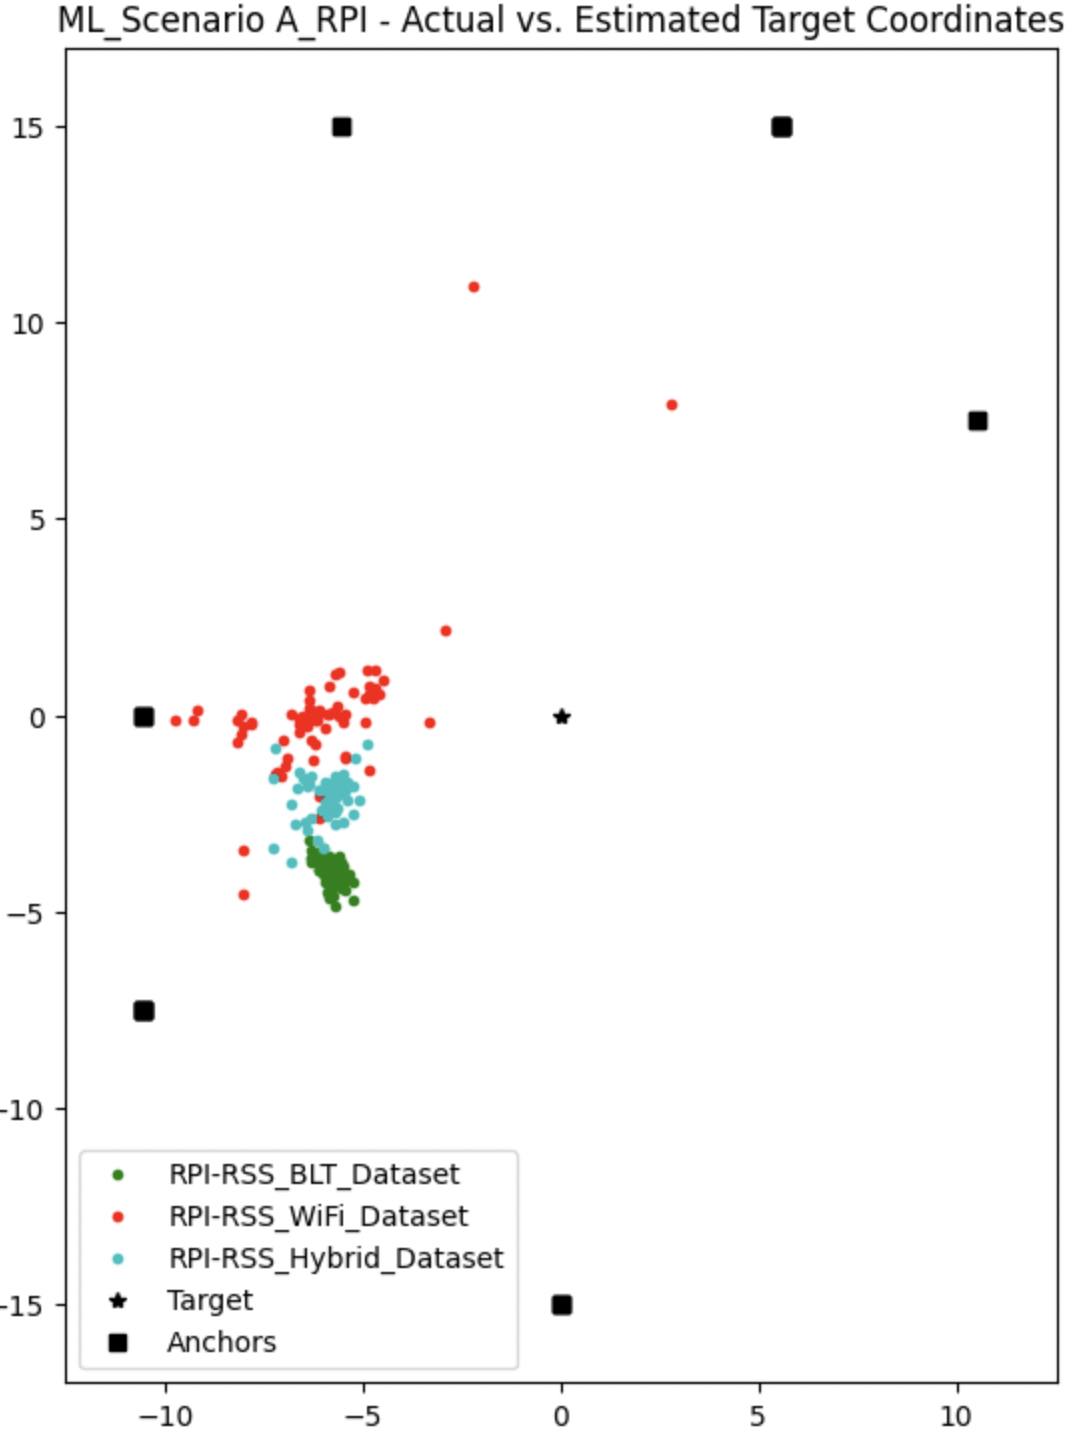 ML_Scenario A_RPI - Actual vs. Estimated Target Coordinates
15
10
5
0
−5
−10
−15
RPI-RSS_BLT_Dataset
RPI-RSS_WiFi_Dataset
RPI-RSS_Hybrid_Dataset
Target
Anchors
−10 −5 0 5 10